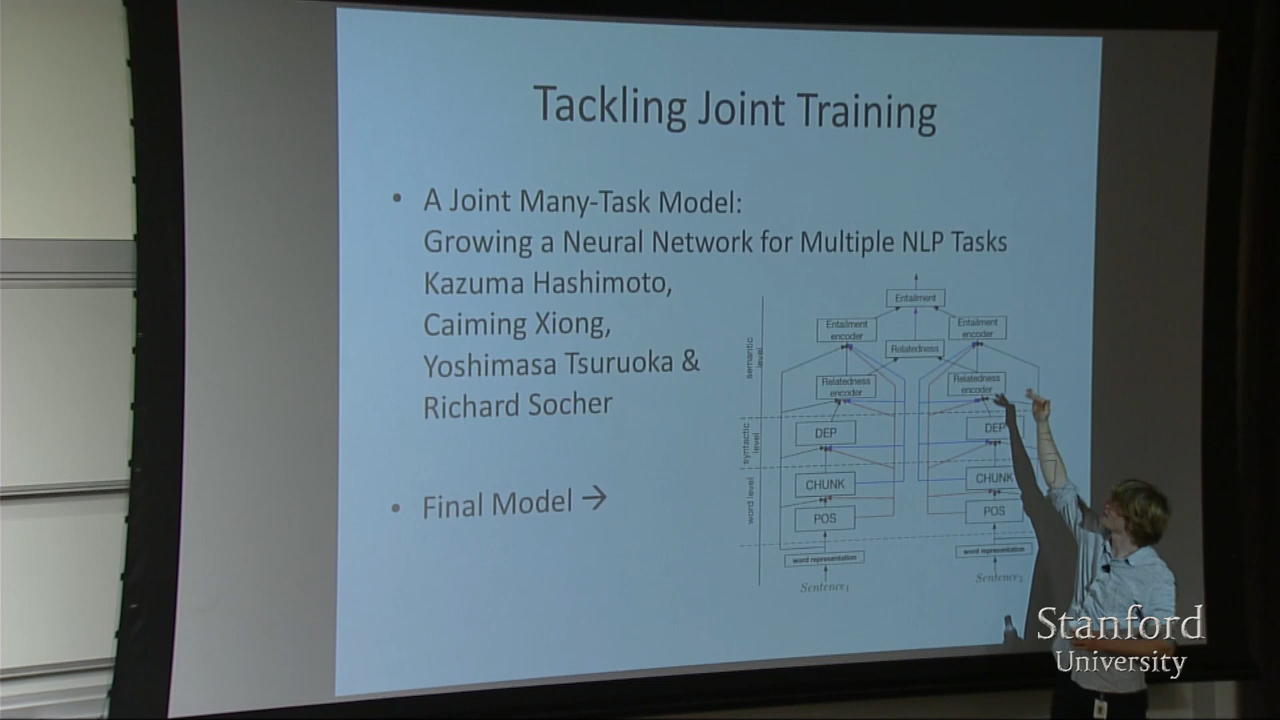 Tackling Joint Training
• A Joint Many-Task Model:
Growing a Neural Network for Multiple NLP Tasks
Kazuma Hashimoto,
Caiming Xiong,
Yoshimasa Tsuruoka &
Richard Socher
• Final Model →
Entailment
Entailment encoder
Entailment encoder
Relatedness
Relatedness encoder
Relatedness encoder
semantic level
DEP
DEP
syntactic level
CHUNK
CHUNK
POS
POS
word level
word representation
word representation
Sentence₁
Sentence₂
Stanford
University